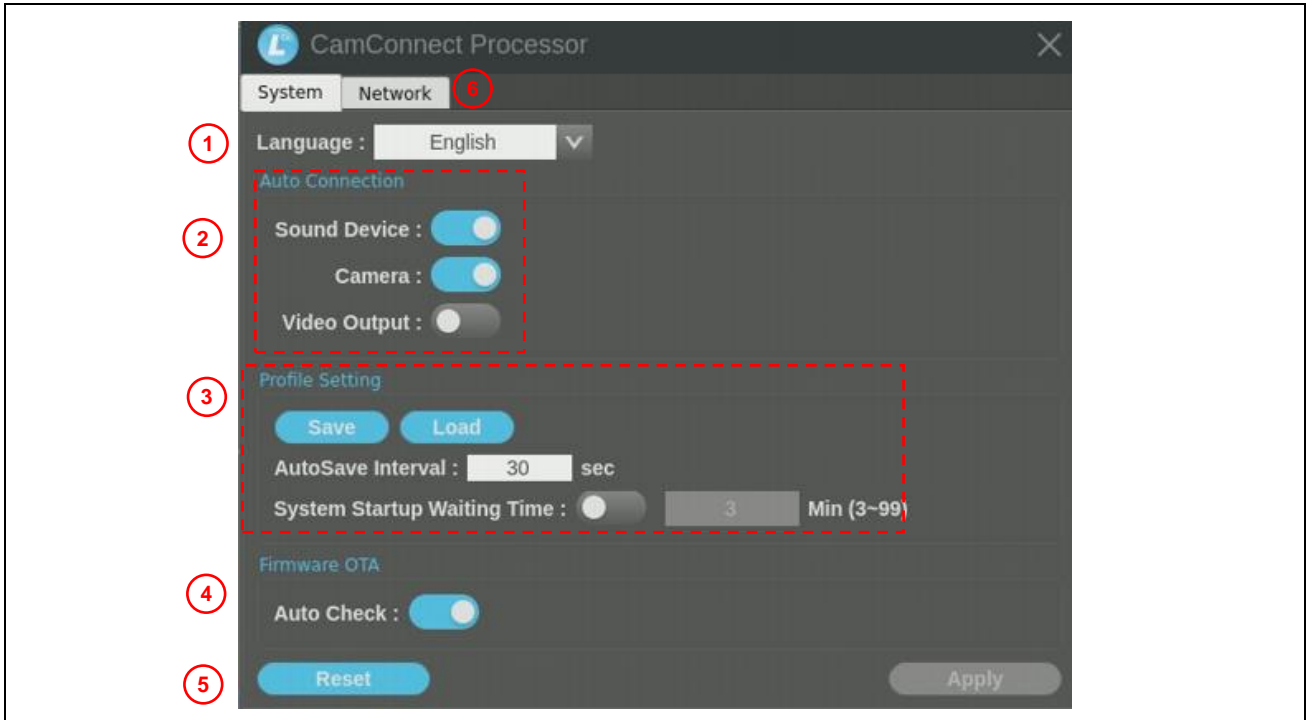 L
CamConnect Processor
System Network 6
1 Language : English
Auto Connection
2 Sound Device :
Camera :
Video Output :
3 Profile Setting
Save Load
AutoSave Interval : 30 sec
System Startup Waiting Time : 3 Min (3~99)
Firmware OTA
4 Auto Check :
5 Reset Apply